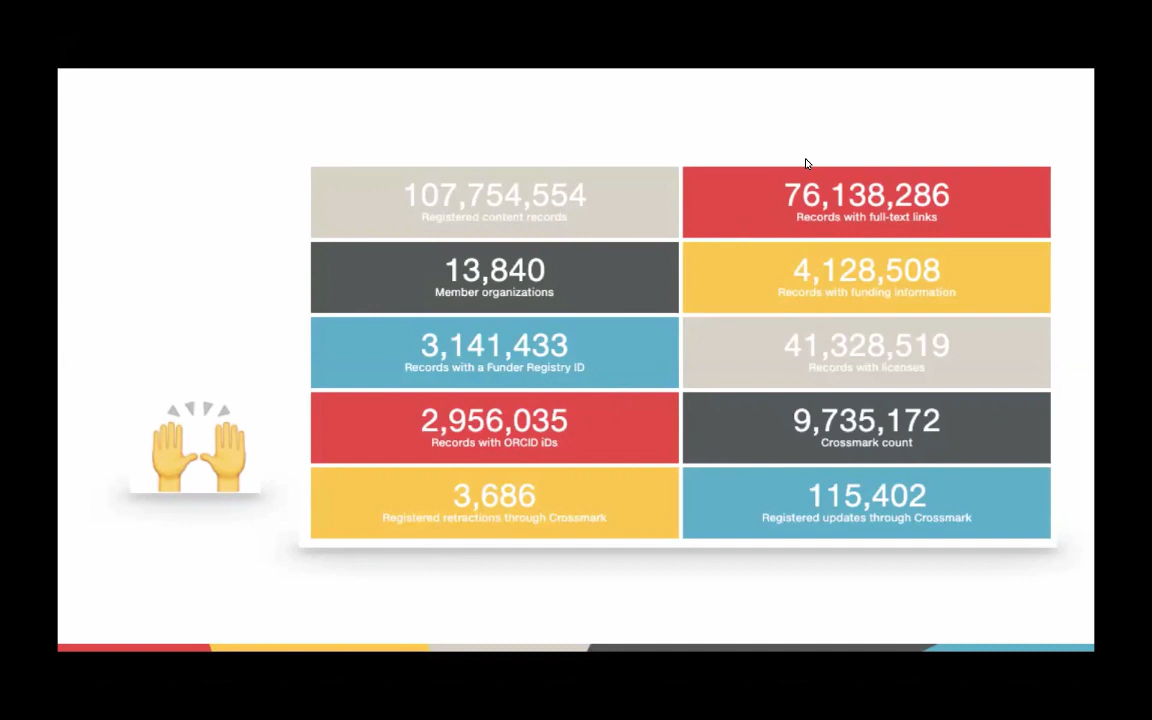 107,754,554
Registered content records
76,138,286
Records with full-text links
13,840
Member organizations
4,128,508
Records with funding information
3,141,433
Records with a Funder Registry ID
41,328,519
Records with licenses
2,956,035
Records with ORCID iDs
9,735,172
Crossmark count
3,686
Registered retractions through Crossmark
115,402
Registered updates through Crossmark